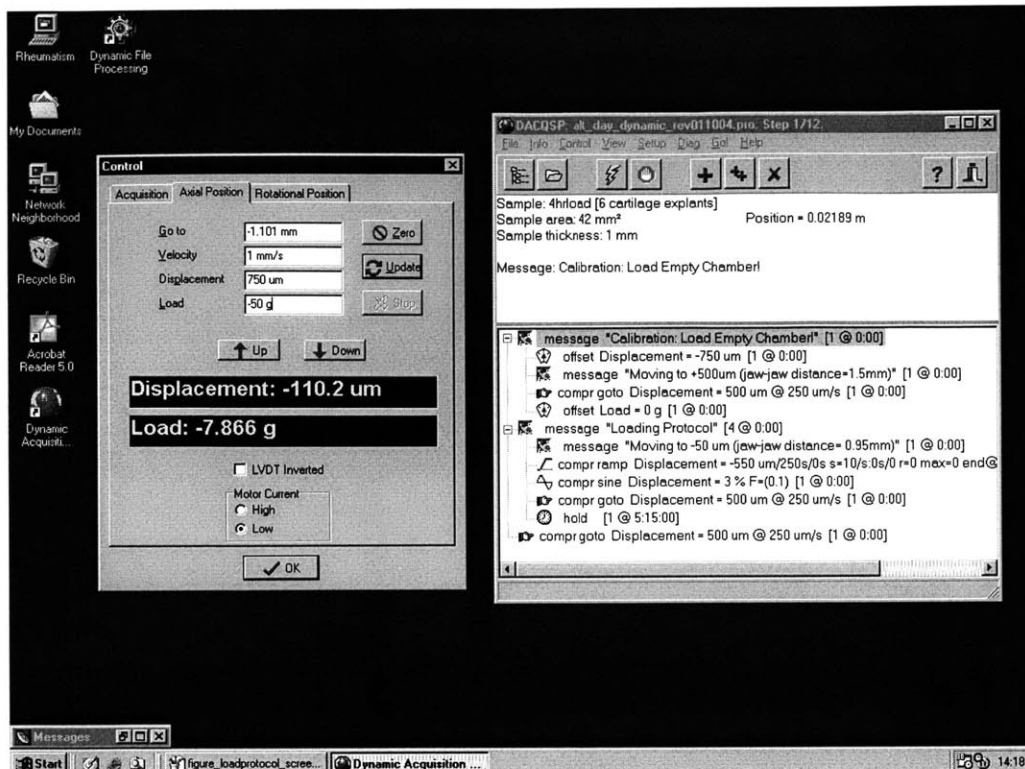 Rheumatism
Dynamic File
Processing
My Documents
Network
Neighborhood
Recycle Bin
Acrobat
Reader 5.0
Dynamic
Acquisiti...
Control
Acquisition Axial Position Rotational Position
Go to -1.101 mm Zero
Velocity 1 mm/s Update
Displacement 750 um
Load -50 g Stop
Up Down
Displacement: -110.2 um
Load: -7.866 g
LVDT Inverted
Motor Current
High
Low
OK
DACQSP: alt_day_dynamic_rev011004.pro. Step 1/12.
File Info Control View Setup Diag Go! Help
?
Sample: 4hrload [6 cartilage explants]
Sample area: 42 mm² Position = 0.02189 m
Sample thickness: 1 mm
Message: Calibration: Load Empty Chamber!
message "Calibration: Load Empty Chamber!" [1 @ 0:00]
offset Displacement = -750 um [1 @ 0:00]
message "Moving to +500um (jaw-jaw distance=1.5mm)" [1 @ 0:00]
compr goto Displacement = 500 um @ 250 um/s [1 @ 0:00]
offset Load = 0 g [1 @ 0:00]
message "Loading Protocol" [4 @ 0:00]
message "Moving to -50 um (jaw-jaw distance= 0.95mm)" [1 @ 0:00]
compr ramp Displacement = -550 um/250s/0s s=10/s:0s/0 r=0 max=0 end@
compr sine Displacement = 3 % F=(0.1) [1 @ 0:00]
compr goto Displacement = 500 um @ 250 um/s [1 @ 0:00]
hold [1 @ 5:15:00]
compr goto Displacement = 500 um @ 250 um/s [1 @ 0:00]
Messages
Start figure_loadprotocol_scree... Dynamic Acquisition ... 14:18